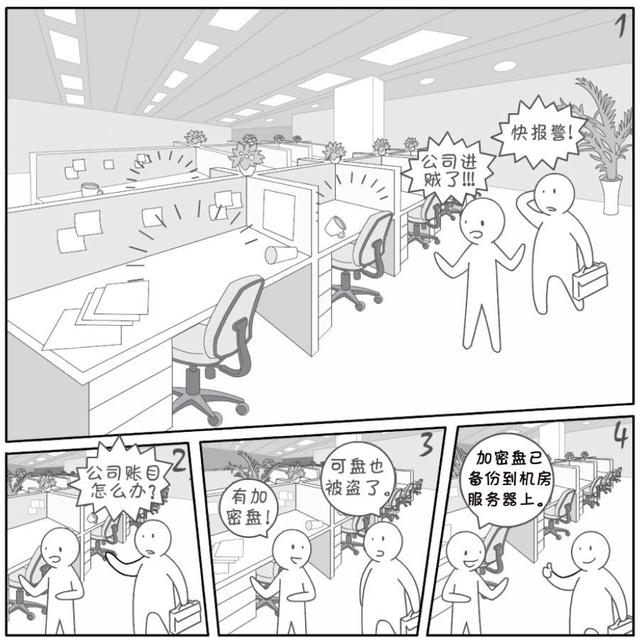 1
公司进
贼了!!!
快报警!
2
公司账目
怎么办?
3
有加
密盘!
可盘也
被盗了。
4
加密盘已
备份到机房
服务器上。